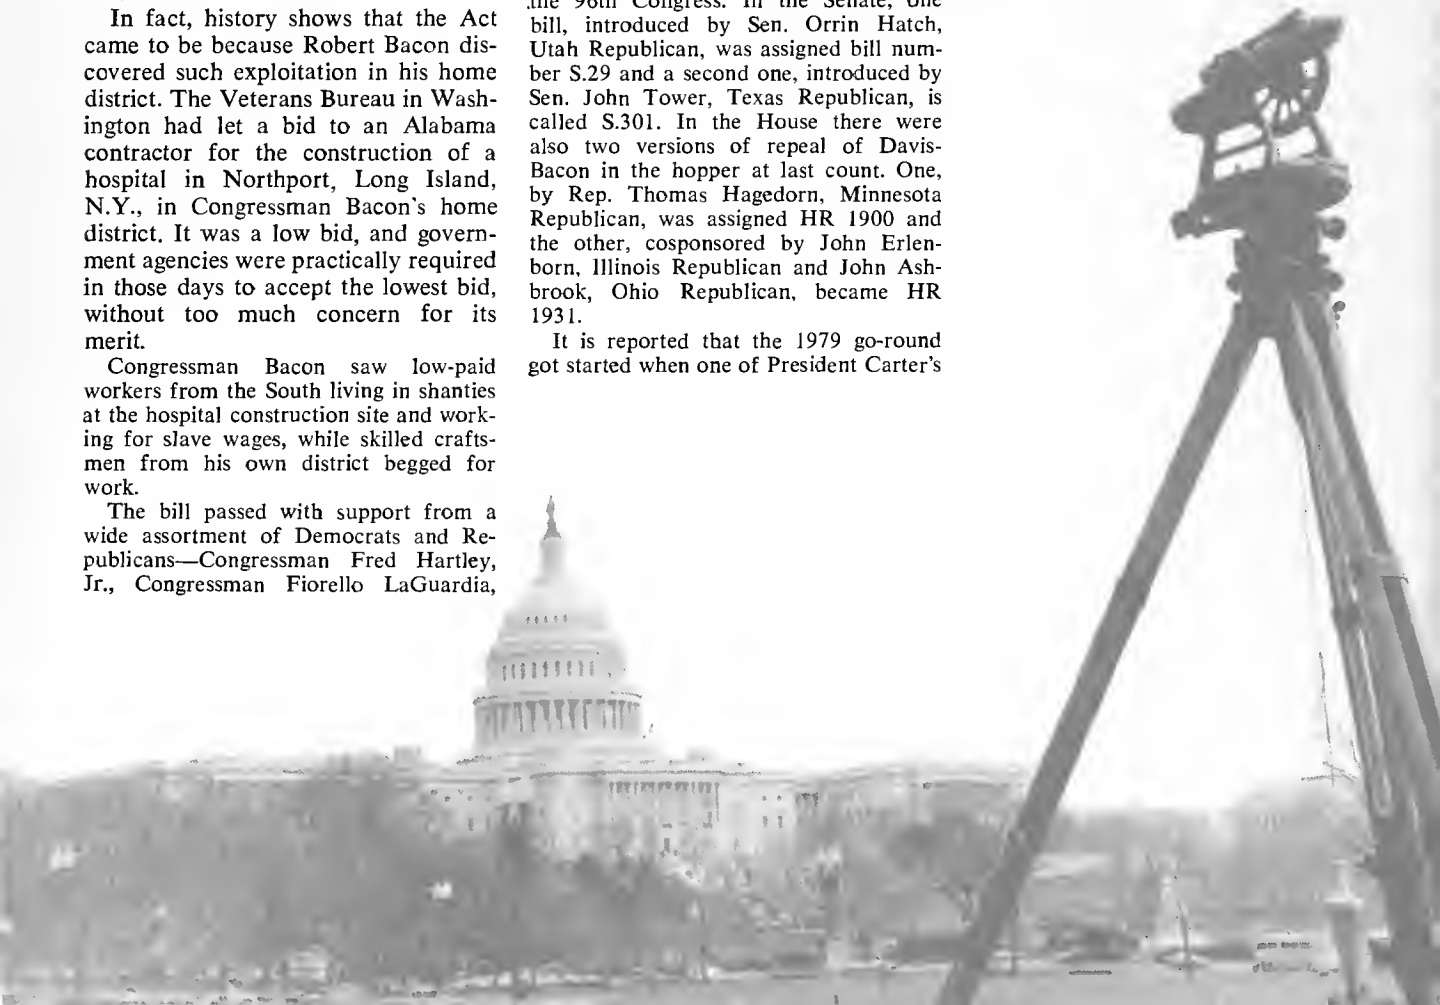 In fact, history shows that the Act
came to be because Robert Bacon dis-
covered such exploitation in his home
district. The Veterans Bureau in Wash-
ington had let a bid to an Alabama
contractor for the construction of a
hospital in Northport, Long Island,
N.Y., in Congressman Bacon's home
district. It was a low bid, and govern-
ment agencies were practically required
in those days to accept the lowest bid,
without too much concern for its
merit.
Congressman Bacon saw low-paid
workers from the South living in shanties
at the hospital construction site and work-
ing for slave wages, while skilled crafts-
men from his own district begged for
work.
The bill passed with support from a
wide assortment of Democrats and Re-
publicans—Congressman Fred Hartley,
Jr., Congressman Fiorello LaGuardia,
the 96th Congress. In the Senate, one
bill, introduced by Sen. Orrin Hatch,
Utah Republican, was assigned bill num-
ber S.29 and a second one, introduced by
Sen. John Tower, Texas Republican, is
called S.301. In the House there were
also two versions of repeal of Davis-
Bacon in the hopper at last count. One,
by Rep. Thomas Hagedorn, Minnesota
Republican, was assigned HR 1900 and
the other, cosponsored by John Erlen-
born, Illinois Republican and John Ash-
brook, Ohio Republican, became HR
1931.
It is reported that the 1979 go-round
got started when one of President Carter's